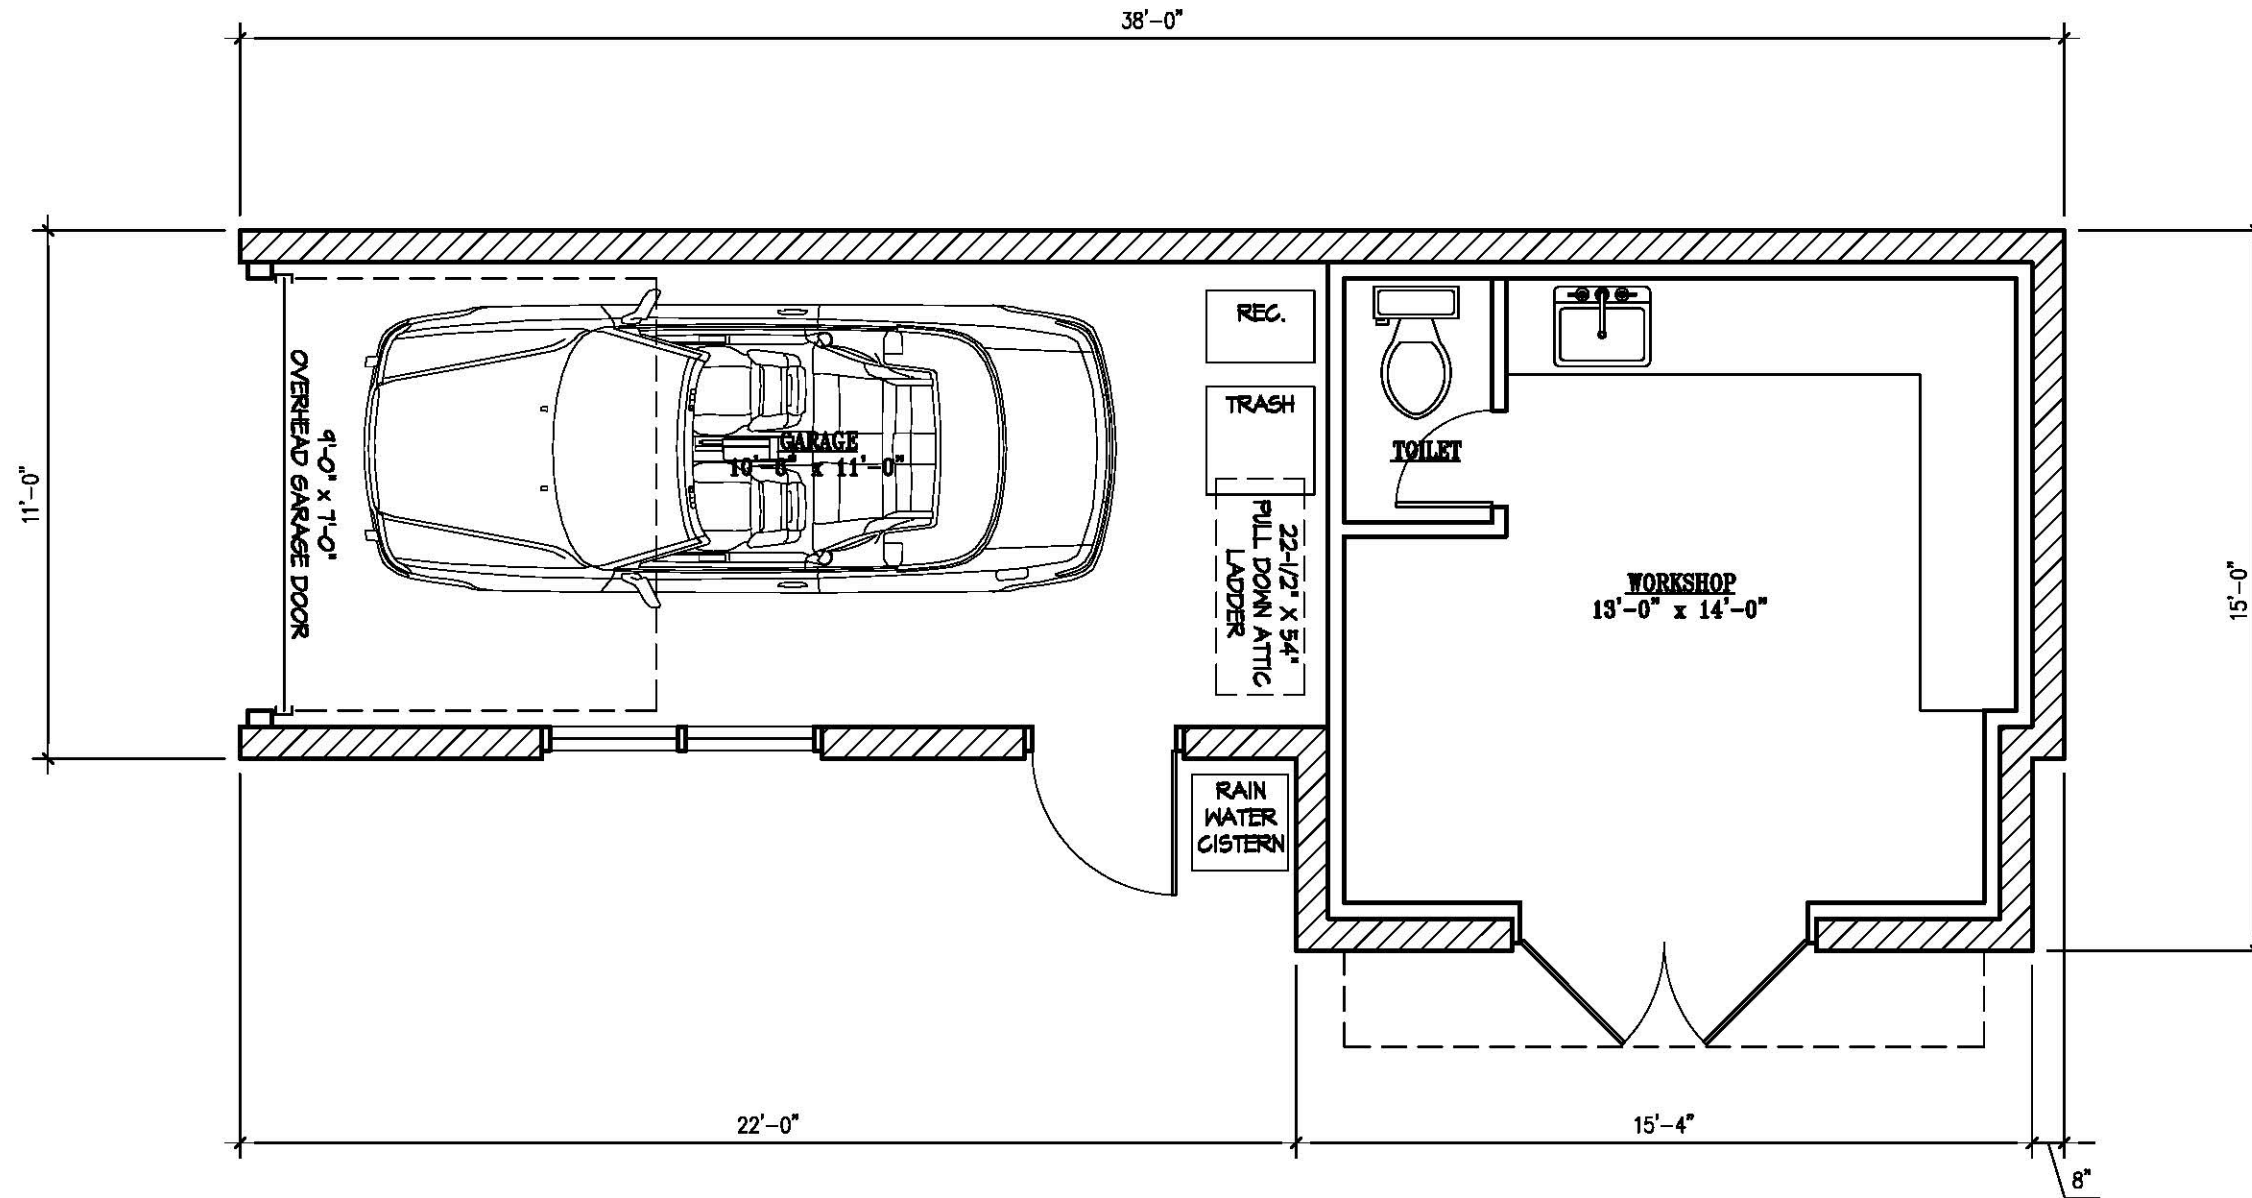 38'-0"
11'-0"
REC.
TRASH
OVERHEAD GARAGE DOOR
9'-0" x 7'-0"
GARAGE
x 11'-0"
TOILET
22-1/2" X 54"
PULL DOWN ATTIC
LADDER
WORKSHOP
13'-0" x 14'-0"
15'-0"
RAIN
WATER
CISTERN
22'-0"
15'-4"
8"